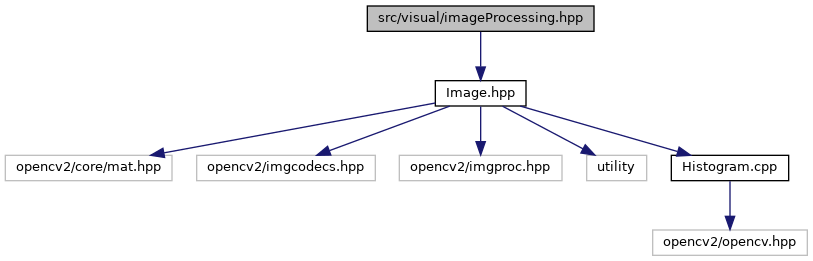 src/visual/imageProcessing.hpp
Image.hpp
opencv2/core/mat.hpp
opencv2/imgcodecs.hpp
opencv2/imgproc.hpp
utility
Histogram.cpp
opencv2/opencv.hpp